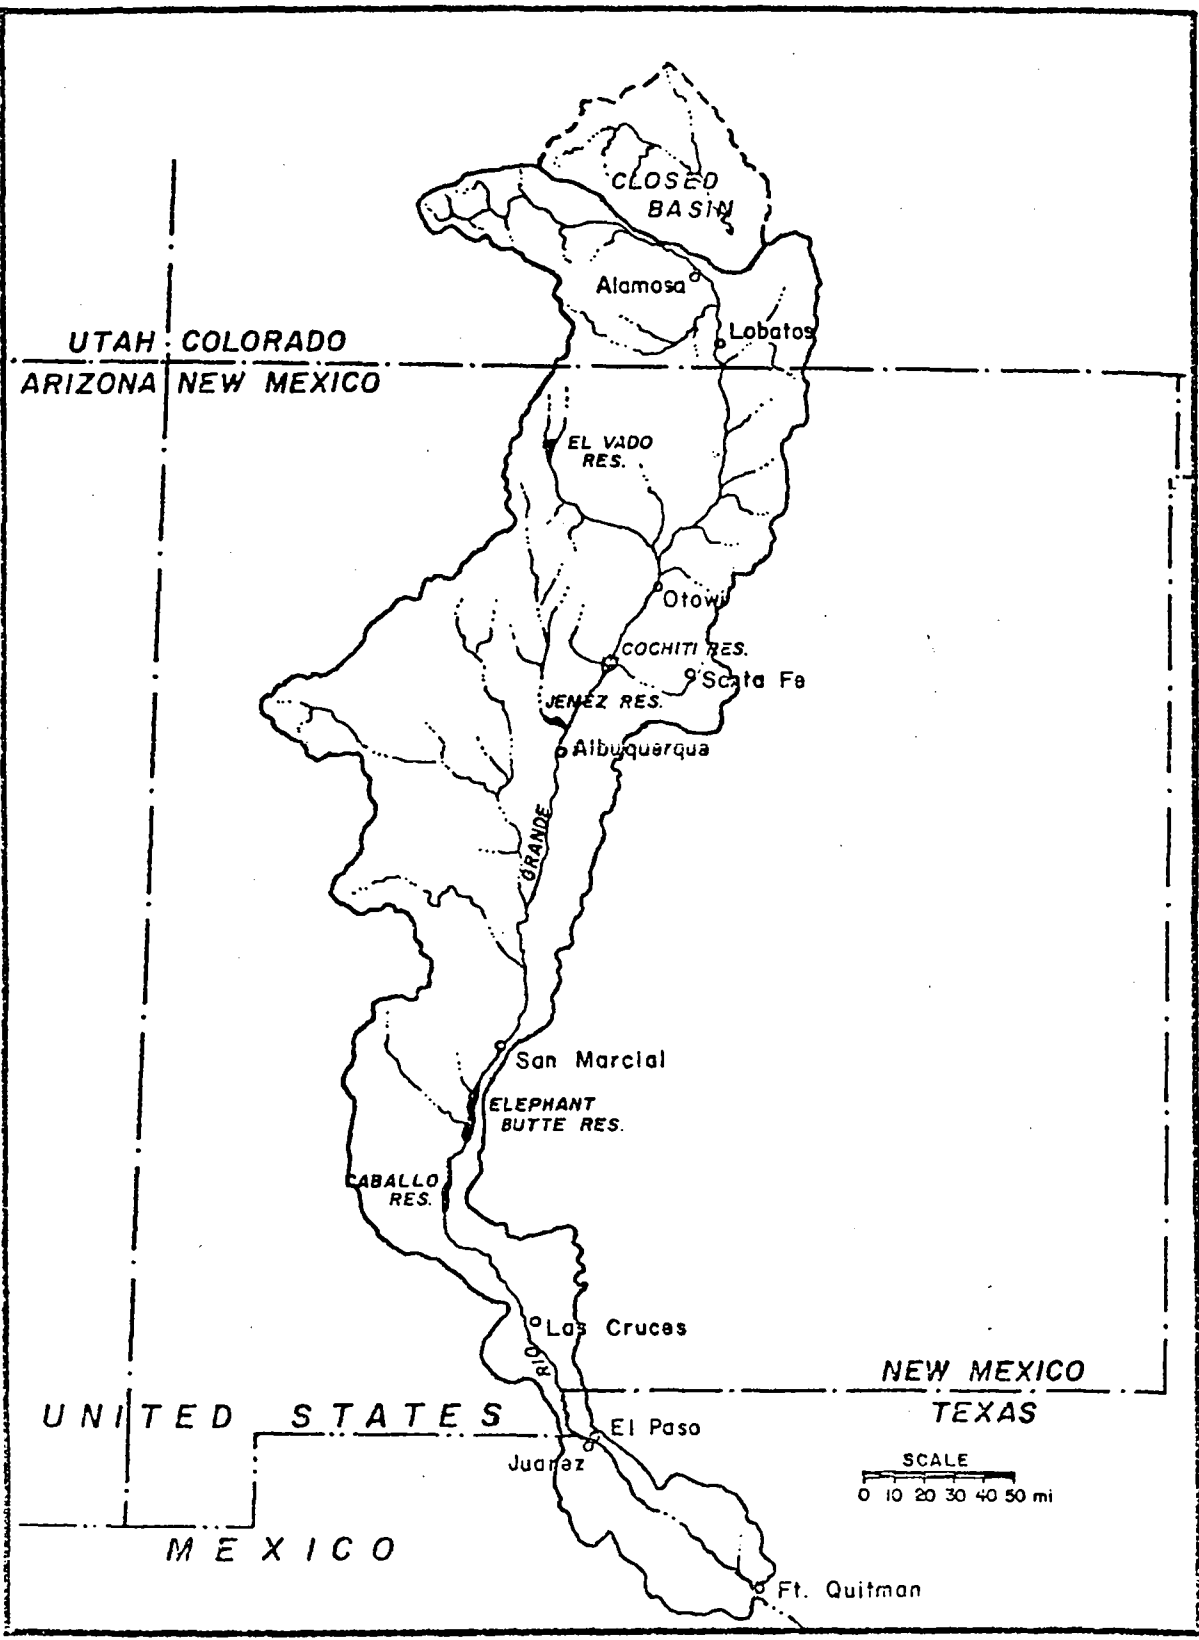 CLOSED
BASIN
Alamosa
Lobatos
UTAH COLORADO
ARIZONA NEW MEXICO
EL VADO
RES.
Otowi
COCHITI RES.
Santa Fe
JEMEZ RES.
Albuquerque
GRANDE
San Marcial
ELEPHANT
BUTTE RES.
CABALLO
RES.
Las Cruces
RIO
NEW MEXICO
TEXAS
UNITED STATES
El Paso
Juarez
SCALE
0 10 20 30 40 50 mi
MEXICO
Ft. Quitman